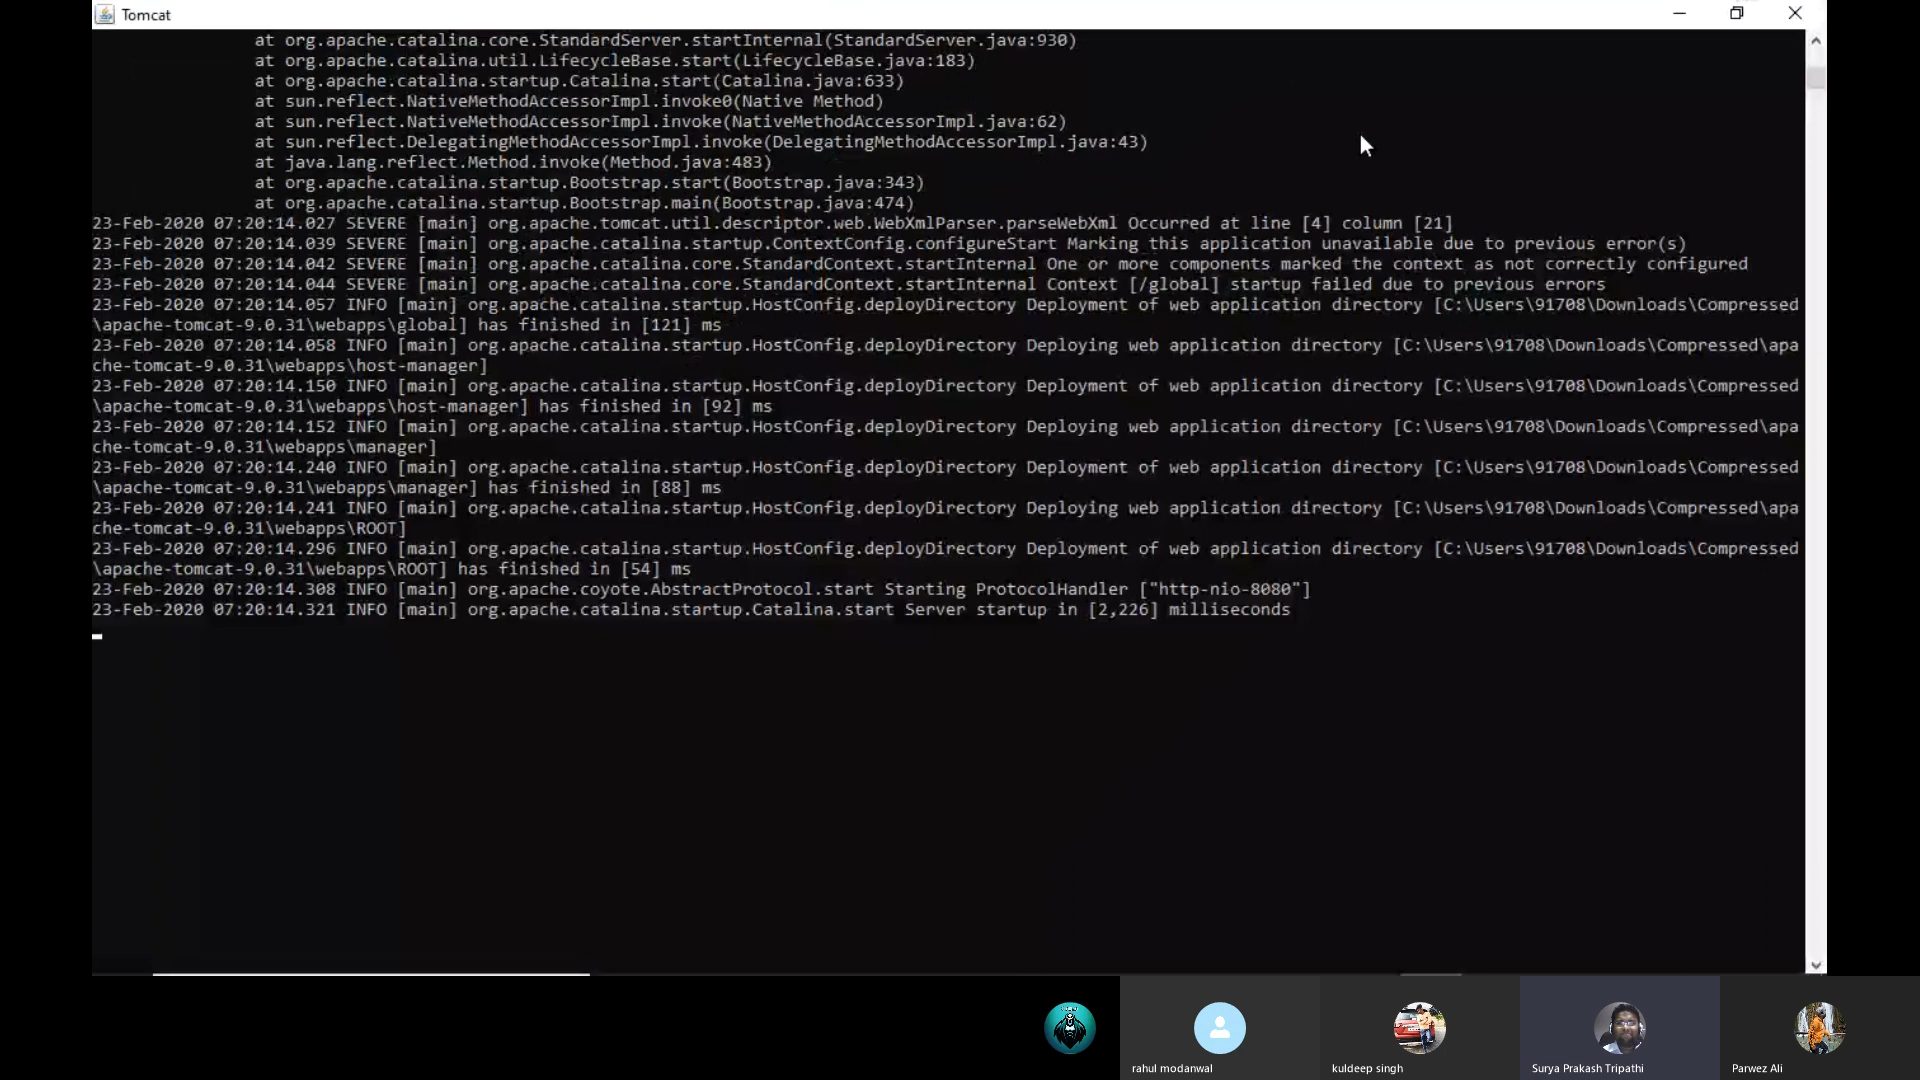 Tomcat
at org.apache.catalina.core.StandardServer.startInternal(StandardServer.java:930)
at org.apache.catalina.util.LifecycleBase.start(LifecycleBase.java:183)
at org.apache.catalina.startup.Catalina.start(Catalina.java:633)
at sun.reflect.NativeMethodAccessorImpl.invoke0(Native Method)
at sun.reflect.NativeMethodAccessorImpl.invoke(NativeMethodAccessorImpl.java:62)
at sun.reflect.DelegatingMethodAccessorImpl.invoke(DelegatingMethodAccessorImpl.java:43)
at java.lang.reflect.Method.invoke(Method.java:483)
at org.apache.catalina.startup.Bootstrap.start(Bootstrap.java:343)
at org.apache.catalina.startup.Bootstrap.main(Bootstrap.java:474)
23-Feb-2020 07:20:14.027 SEVERE [main] org.apache.tomcat.util.descriptor.web.WebXmlParser.parseWebXml Occurred at line [4] column [21]
23-Feb-2020 07:20:14.039 SEVERE [main] org.apache.catalina.startup.ContextConfig.configureStart Marking this application unavailable due to previous error(s)
23-Feb-2020 07:20:14.042 SEVERE [main] org.apache.catalina.core.StandardContext.startInternal One or more components marked the context as not correctly configured
23-Feb-2020 07:20:14.044 SEVERE [main] org.apache.catalina.core.StandardContext.startInternal Context [/global] startup failed due to previous errors
23-Feb-2020 07:20:14.057 INFO [main] org.apache.catalina.startup.HostConfig.deployDirectory Deployment of web application directory [C:\Users\91708\Downloads\Compressed
\apache-tomcat-9.0.31\webapps\global] has finished in [121] ms
23-Feb-2020 07:20:14.058 INFO [main] org.apache.catalina.startup.HostConfig.deployDirectory Deploying web application directory [C:\Users\91708\Downloads\Compressed\apa
che-tomcat-9.0.31\webapps\host-manager]
23-Feb-2020 07:20:14.150 INFO [main] org.apache.catalina.startup.HostConfig.deployDirectory Deployment of web application directory [C:\Users\91708\Downloads\Compressed
\apache-tomcat-9.0.31\webapps\host-manager] has finished in [92] ms
23-Feb-2020 07:20:14.152 INFO [main] org.apache.catalina.startup.HostConfig.deployDirectory Deploying web application directory [C:\Users\91708\Downloads\Compressed\apa
che-tomcat-9.0.31\webapps\manager]
23-Feb-2020 07:20:14.240 INFO [main] org.apache.catalina.startup.HostConfig.deployDirectory Deployment of web application directory [C:\Users\91708\Downloads\Compressed
\apache-tomcat-9.0.31\webapps\manager] has finished in [88] ms
23-Feb-2020 07:20:14.241 INFO [main] org.apache.catalina.startup.HostConfig.deployDirectory Deploying web application directory [C:\Users\91708\Downloads\Compressed\apa
che-tomcat-9.0.31\webapps\ROOT]
23-Feb-2020 07:20:14.296 INFO [main] org.apache.catalina.startup.HostConfig.deployDirectory Deployment of web application directory [C:\Users\91708\Downloads\Compressed
\apache-tomcat-9.0.31\webapps\ROOT] has finished in [54] ms
23-Feb-2020 07:20:14.308 INFO [main] org.apache.coyote.AbstractProtocol.start Starting ProtocolHandler ["http-nio-8080"]
23-Feb-2020 07:20:14.321 INFO [main] org.apache.catalina.startup.Catalina.start Server startup in [2,226] milliseconds
rahul modanwal
kuldeep singh
Surya Prakash Tripathi
Parwez Ali